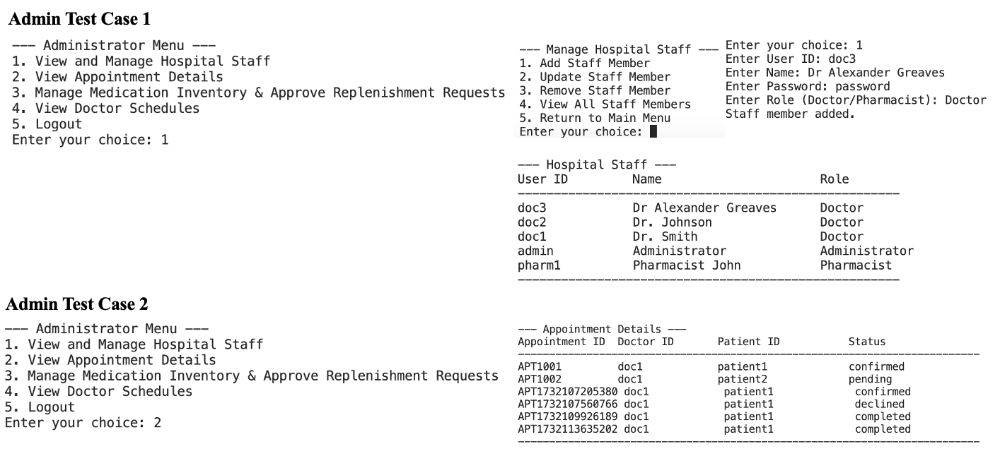 Admin Test Case 1
--- Administrator Menu ---
1. View and Manage Hospital Staff
2. View Appointment Details
3. Manage Medication Inventory & Approve Replenishment Requests
4. View Doctor Schedules
5. Logout
Enter your choice: 1
--- Manage Hospital Staff ---
1. Add Staff Member
2. Update Staff Member
3. Remove Staff Member
4. View All Staff Members
5. Return to Main Menu
Enter your choice:
Enter your choice: 1
Enter User ID: doc3
Enter Name: Dr Alexander Greaves
Enter Password: password
Enter Role (Doctor/Pharmacist): Doctor
Staff member added.
--- Hospital Staff ---
User ID Name Role
-----------------------------------------------------
doc3 Dr Alexander Greaves Doctor
doc2 Dr. Johnson Doctor
doc1 Dr. Smith Doctor
admin Administrator Administrator
pharm1 Pharmacist John Pharmacist
-----------------------------------------------------
Admin Test Case 2
--- Administrator Menu ---
1. View and Manage Hospital Staff
2. View Appointment Details
3. Manage Medication Inventory & Approve Replenishment Requests
4. View Doctor Schedules
5. Logout
Enter your choice: 2
--- Appointment Details ---
Appointment ID Doctor ID Patient ID Status
--------------------------------------------------------------------------
APT1001 doc1 patient1 confirmed
APT1002 doc1 patient2 pending
APT1732107205380 doc1 patient1 confirmed
APT1732107560766 doc1 patient1 declined
APT1732109926189 doc1 patient1 completed
APT1732113635202 doc1 patient1 completed
--------------------------------------------------------------------------